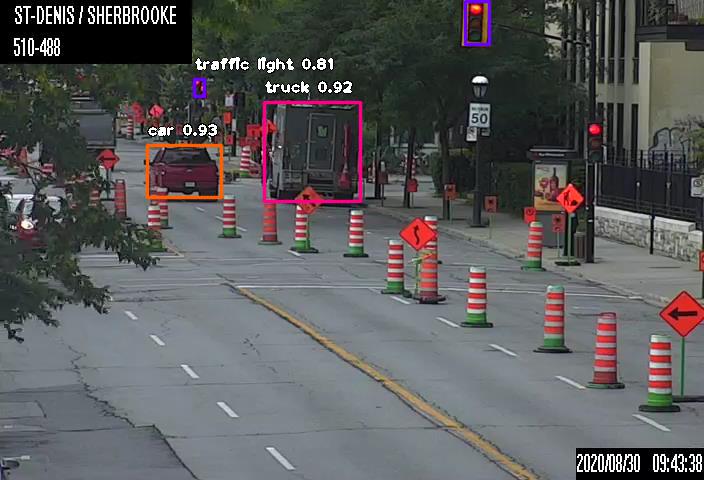 ST-DENIS / SHERBROOKE
510-488
traffic light 0.81
truck 0.92
car 0.93
50
2020/08/30 09:43:38